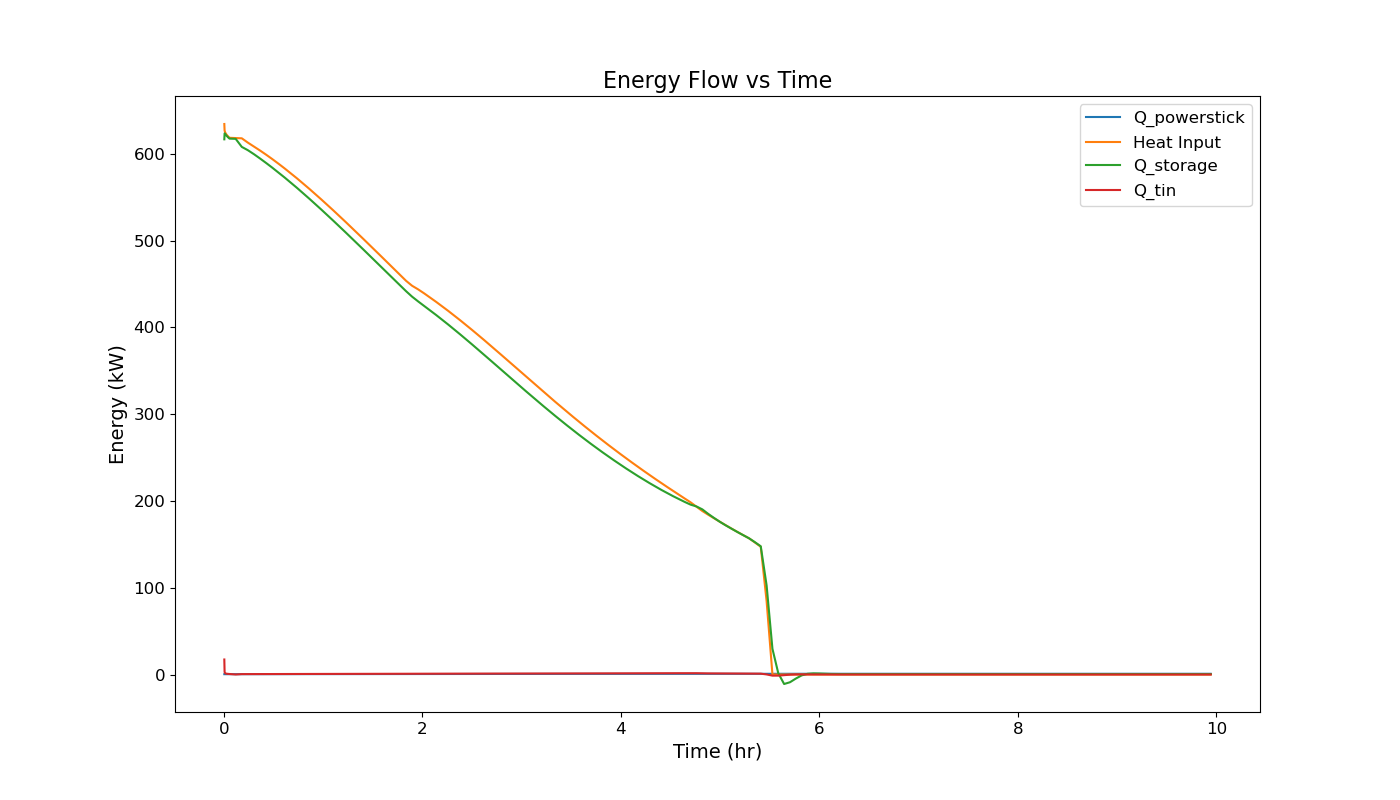 Energy Flow vs Time
Q_powerstick
Heat Input
Q_storage
Q_tin
Energy (kW)
600
500
400
300
200
100
0
0 2 4 6 8 10
Time (hr)